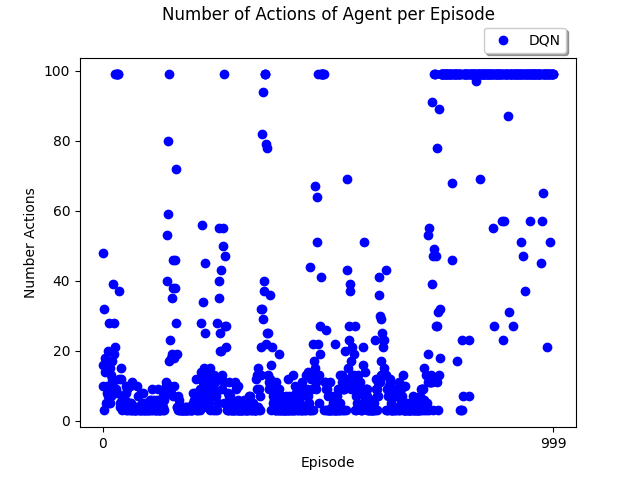 Number of Actions of Agent per Episode
DQN
100
80
60
40
20
0
Number Actions
0
999
Episode